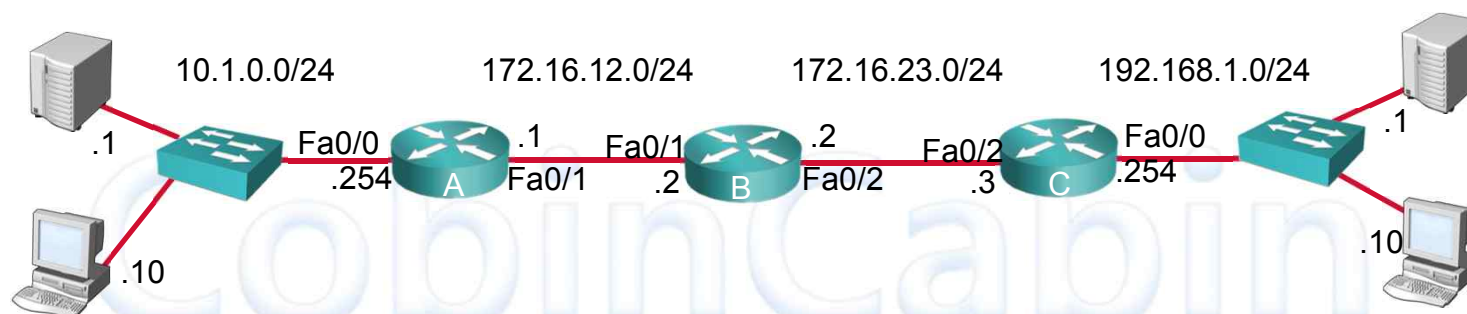 10.1.0.0/24 172.16.12.0/24 172.16.23.0/24 192.168.1.0/24
.1 Fa0/0 .1 Fa0/1 .2 Fa0/2 Fa0/0 .1
.254 A Fa0/1 .2 B Fa0/2 .3 C .254
.10 .10
CobinCabin